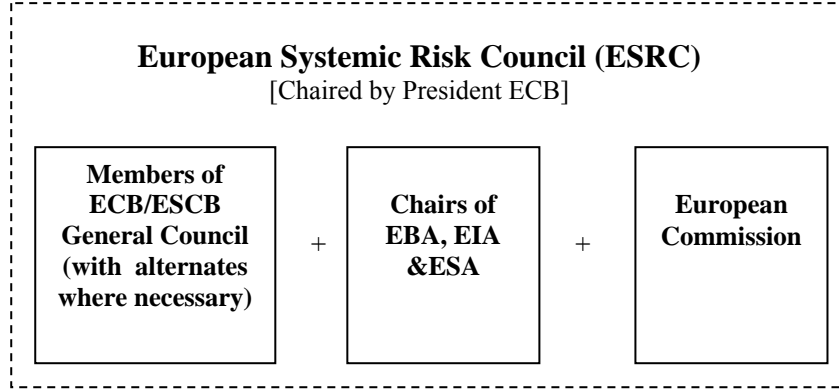 European Systemic Risk Council (ESRC)
[Chaired by President ECB]
Members of
ECB/ESCB
General Council
(with alternates
where necessary)
+
Chairs of
EBA, EIA
&ESA
+
European
Commission